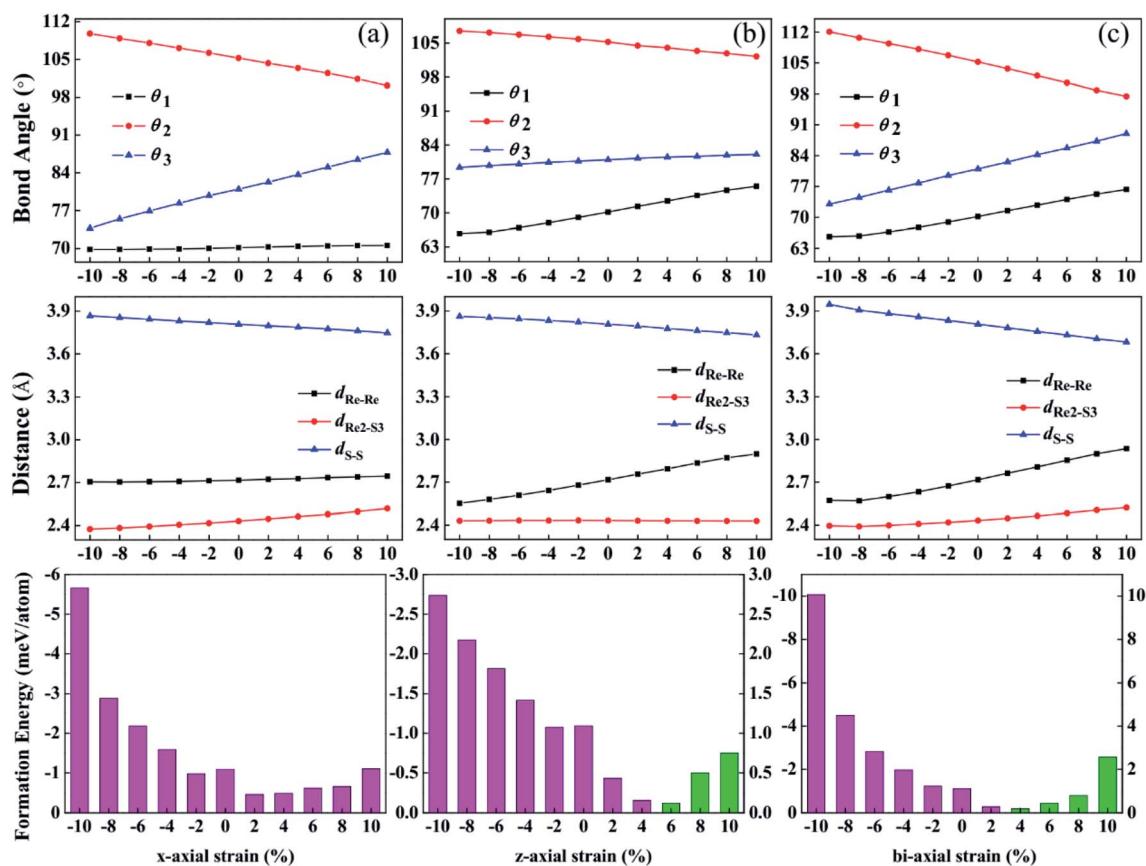 (a)
112
105
98
91
84
77
70
Bond Angle (°)
θ1
θ2
θ3
-10 -8 -6 -4 -2 0 2 4 6 8 10
(b)
105
98
91
84
77
70
63
θ1
θ2
θ3
-10 -8 -6 -4 -2 0 2 4 6 8 10
(c)
112
105
98
91
84
77
70
63
θ1
θ2
θ3
-10 -8 -6 -4 -2 0 2 4 6 8 10
3.9
3.6
3.3
3.0
2.7
2.4
Distance (Å)
dRe-Re
dRe2-S3
dS-S
-10 -8 -6 -4 -2 0 2 4 6 8 10
3.9
3.6
3.3
3.0
2.7
2.4
dRe-Re
dRe2-S3
dS-S
-10 -8 -6 -4 -2 0 2 4 6 8 10
3.9
3.6
3.3
3.0
2.7
2.4
dRe-Re
dRe2-S3
dS-S
-10 -8 -6 -4 -2 0 2 4 6 8 10
-6
-5
-4
-3
-2
-1
0
Formation Energy (meV/atom)
-10 -8 -6 -4 -2 0 2 4 6 8 10
x-axial strain (%)
-3.0
-2.5
-2.0
-1.5
-1.0
-0.5
0.0
3.0
2.5
2.0
1.5
1.0
0.5
0.0
-10 -8 -6 -4 -2 0 2 4 6 8 10
z-axial strain (%)
-10
-8
-6
-4
-2
0
10
8
6
4
2
0
-10 -8 -6 -4 -2 0 2 4 6 8 10
bi-axial strain (%)